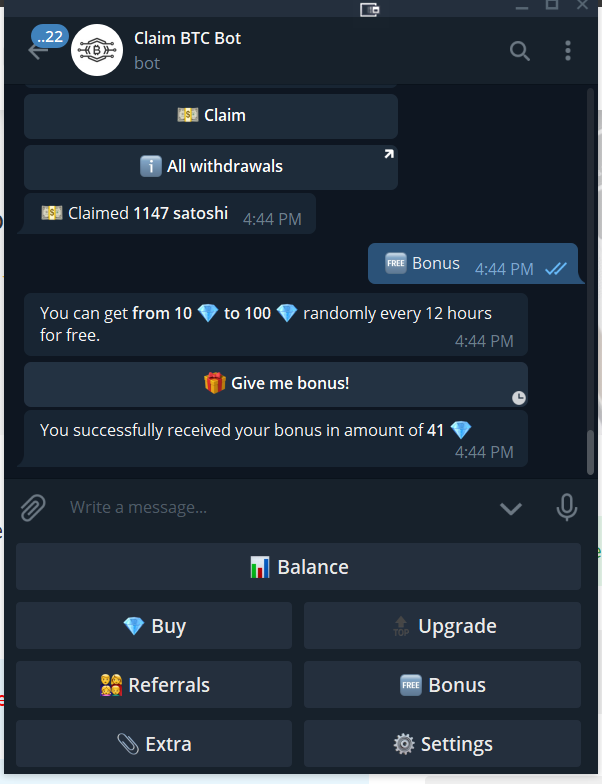 ..22
Claim BTC Bot
bot
Claim
All withdrawals
Claimed 1147 satoshi 4:44 PM
FREE Bonus 4:44 PM
You can get from 10 💎 to 100 💎 randomly every 12 hours
for free.
4:44 PM
Give me bonus!
You successfully received your bonus in amount of 41 💎
4:44 PM
Write a message...
Balance
Buy
TOP Upgrade
Referrals
FREE Bonus
Extra
Settings